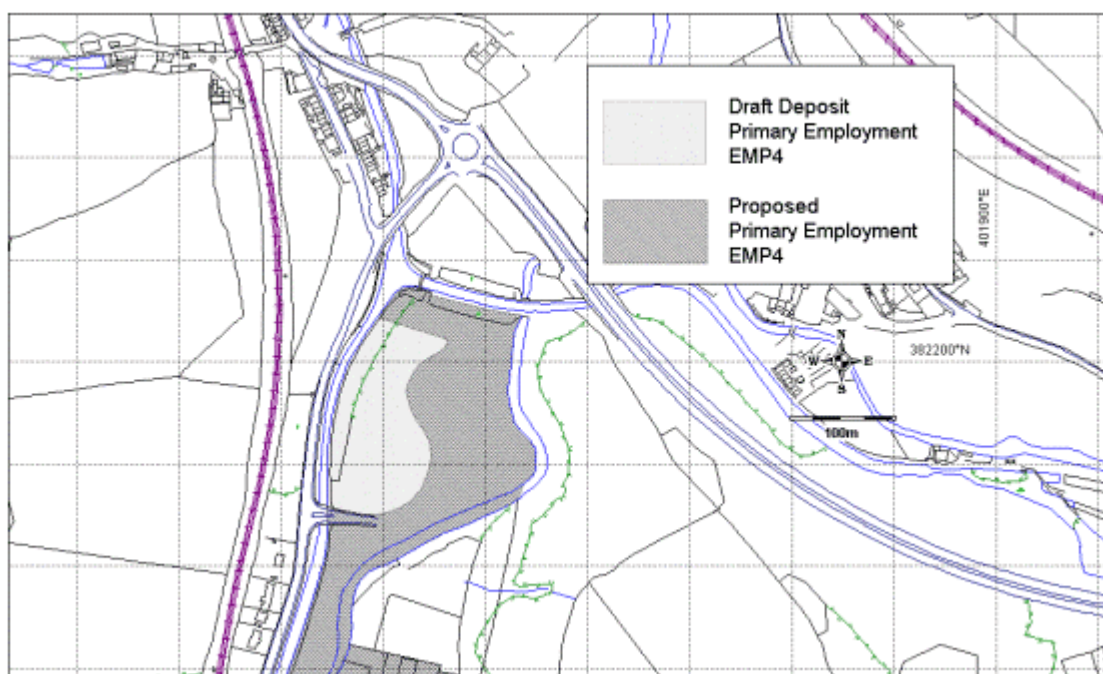 Draft Deposit
Primary Employment
EMP4
Proposed
Primary Employment
EMP4
401900°E
382200°N
N
W
E
S
100m